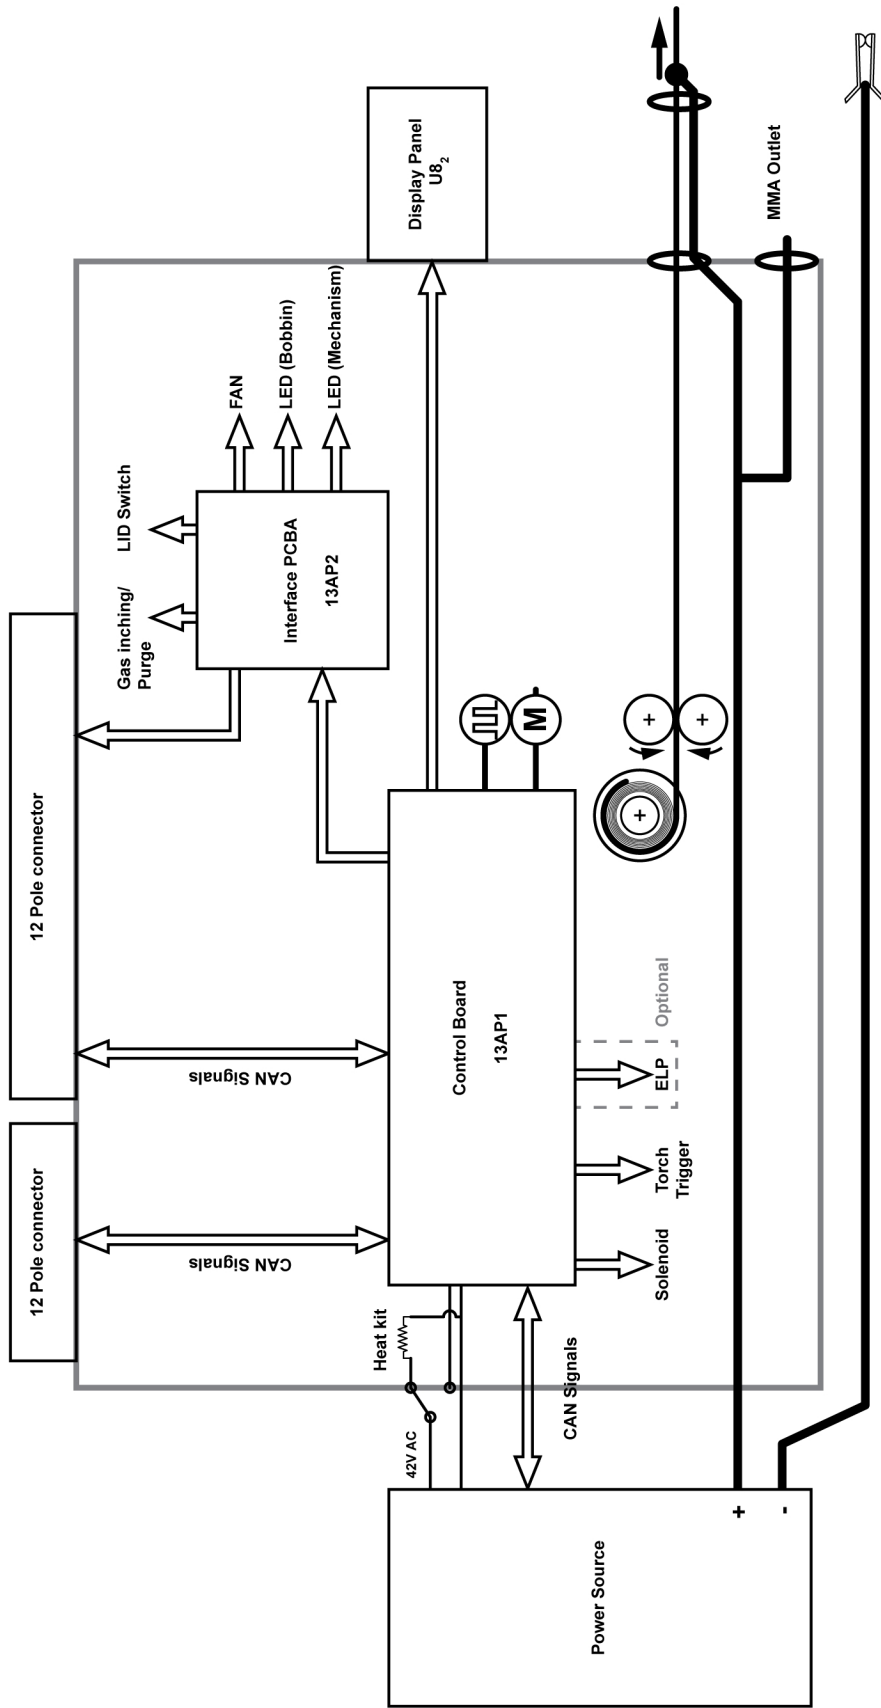 12 Pole connector
12 Pole connector
CAN Signals
CAN Signals
Gas inching/
Purge
LID Switch
FAN
LED (Bobbin)
LED (Mechanism)
Interface PCBA
13AP2
Display Panel
U8₂
Heat kit
42V AC
Control Board
13AP1
M
CAN Signals
Solenoid
Torch
Trigger
ELP
Optional
+
+
+
MMA Outlet
Power Source
+
-